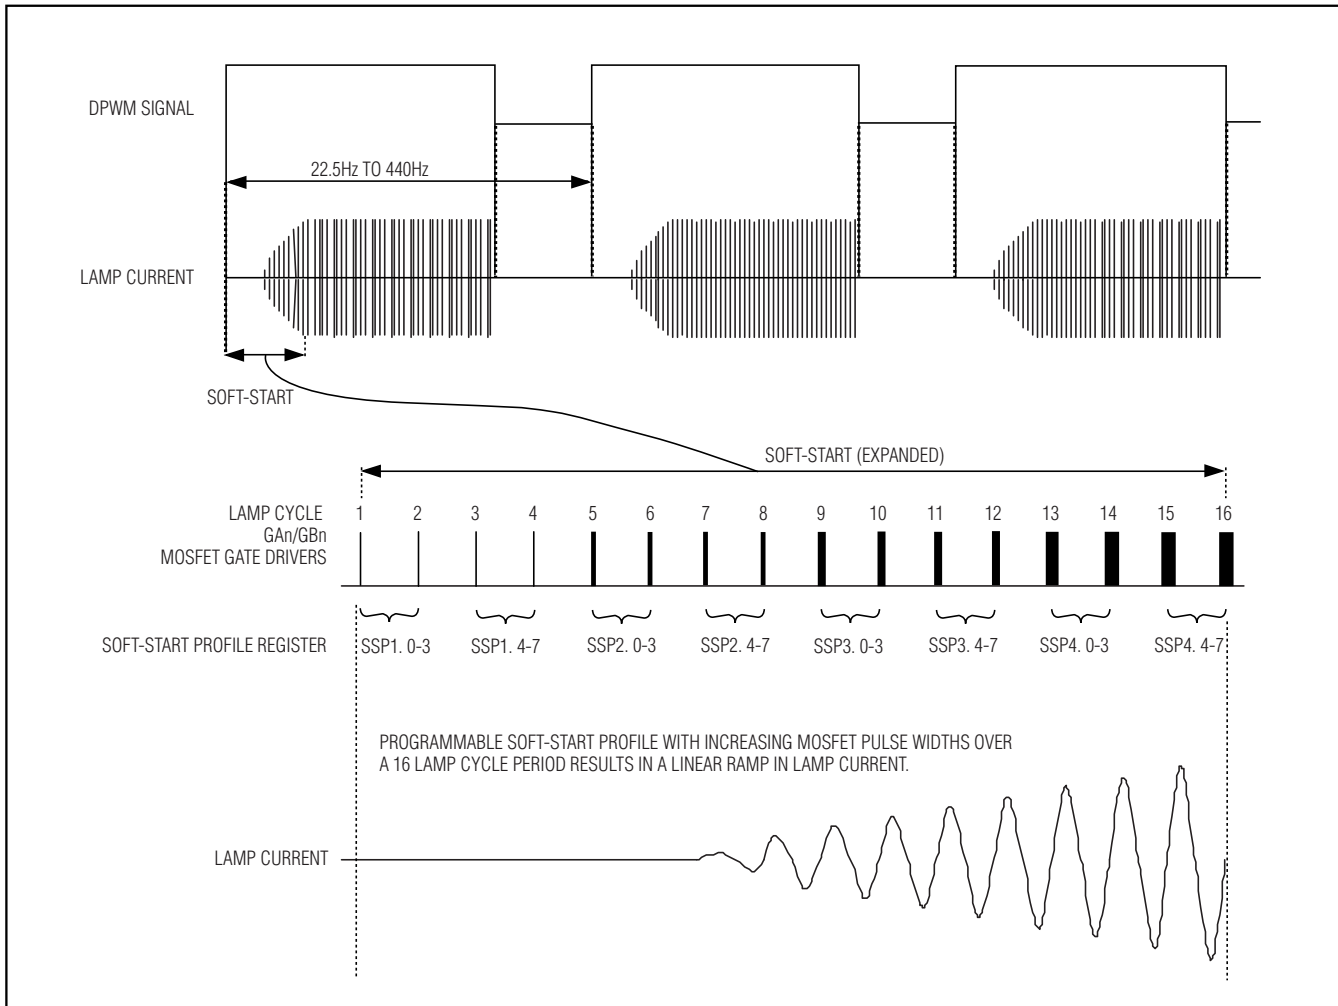 DPWM SIGNAL
22.5Hz TO 440Hz
LAMP CURRENT
SOFT-START
SOFT-START (EXPANDED)
LAMP CYCLE 1 2 3 4 5 6 7 8 9 10 11 12 13 14 15 16
GAn/GBn
MOSFET GATE DRIVERS
SOFT-START PROFILE REGISTER SSP1. 0-3 SSP1. 4-7 SSP2. 0-3 SSP2. 4-7 SSP3. 0-3 SSP3. 4-7 SSP4. 0-3 SSP4. 4-7
PROGRAMMABLE SOFT-START PROFILE WITH INCREASING MOSFET PULSE WIDTHS OVER
A 16 LAMP CYCLE PERIOD RESULTS IN A LINEAR RAMP IN LAMP CURRENT.
LAMP CURRENT